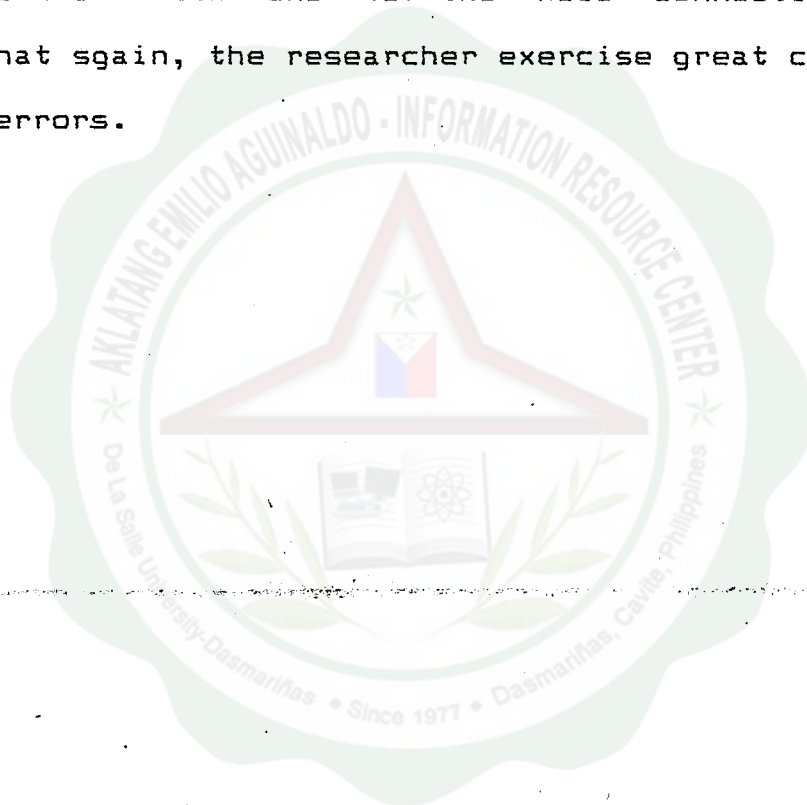 hat sgain, the researcher exercise great c
errors.
AKLATANG EMILIO AGUINALDO - INFORMATION RESOURCE CENTER
De La Salle University-Dasmariñas • Since 1977 • Dasmariñas, Cavite, Philippines